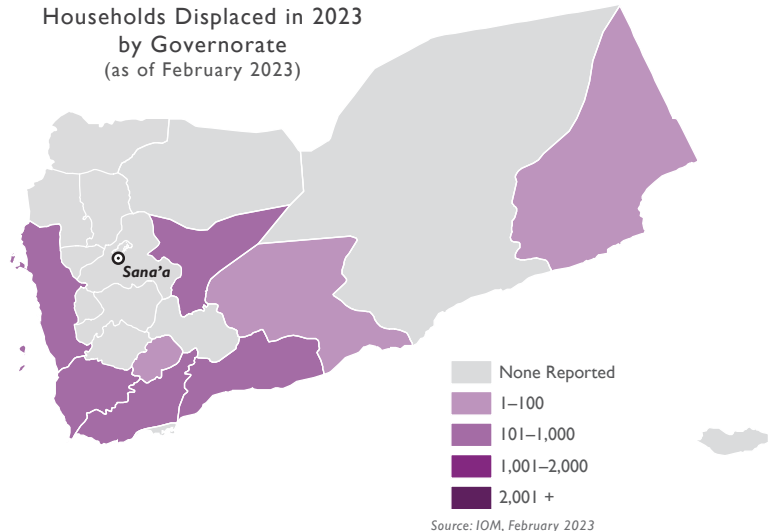 Households Displaced in 2023
by Governorate
(as of February 2023)
Sana'a
None Reported
1–100
101–1,000
1,001–2,000
2,001 +
Source: IOM, February 2023